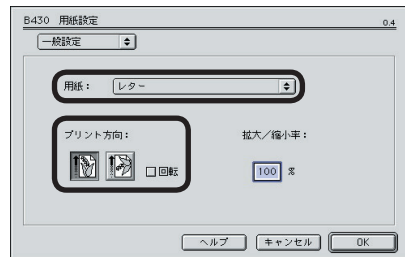 B430 用紙設定 0.4
一般設定
用紙： レター
プリント方向： 拡大／縮小率：
回転 100 %
ヘルプ キャンセル OK